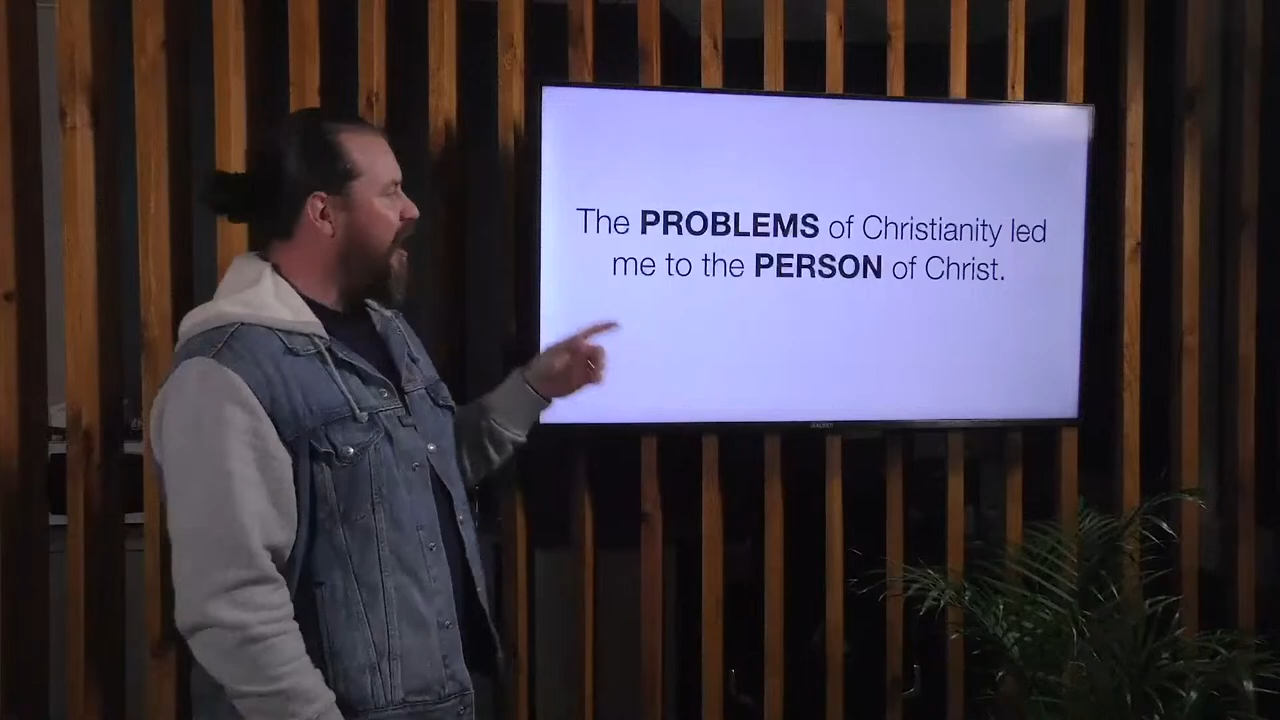 The PROBLEMS of Christianity led
me to the PERSON of Christ.